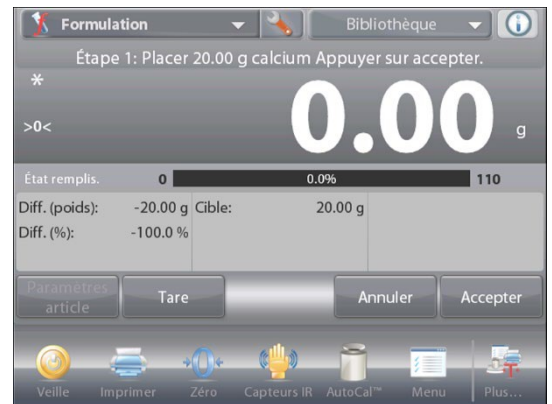 Formulation Bibliothèque
Étape 1: Placer 20.00 g calcium Appuyer sur accepter.
*
>0< 0.00 g
État remplis. 0 0.0% 110
Diff. (poids): -20.00 g Cible: 20.00 g
Diff. (%): -100.0 %
Paramètres article Tare Annuler Accepter
Veille Imprimer Zéro Capteurs IR AutoCal™ Menu Plus...